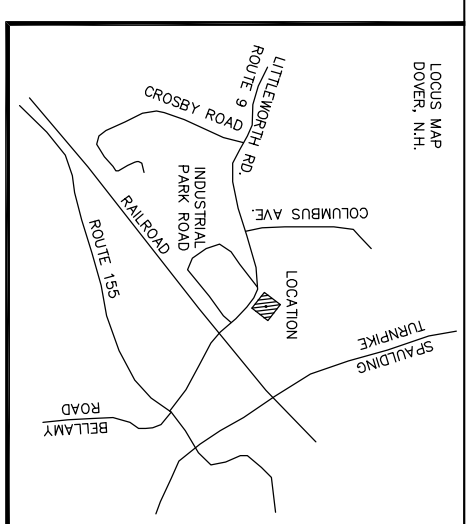 LOCUS MAP
DOVER, N.H.
LITTLEWORTH RD.
ROUTE 9
CROSBY ROAD
COLUMBUS AVE.
INDUSTRIAL
PARK ROAD
LOCATION
RAILROAD
ROUTE 155
SPAULDING
TURNPIKE
BELLAMY
ROAD